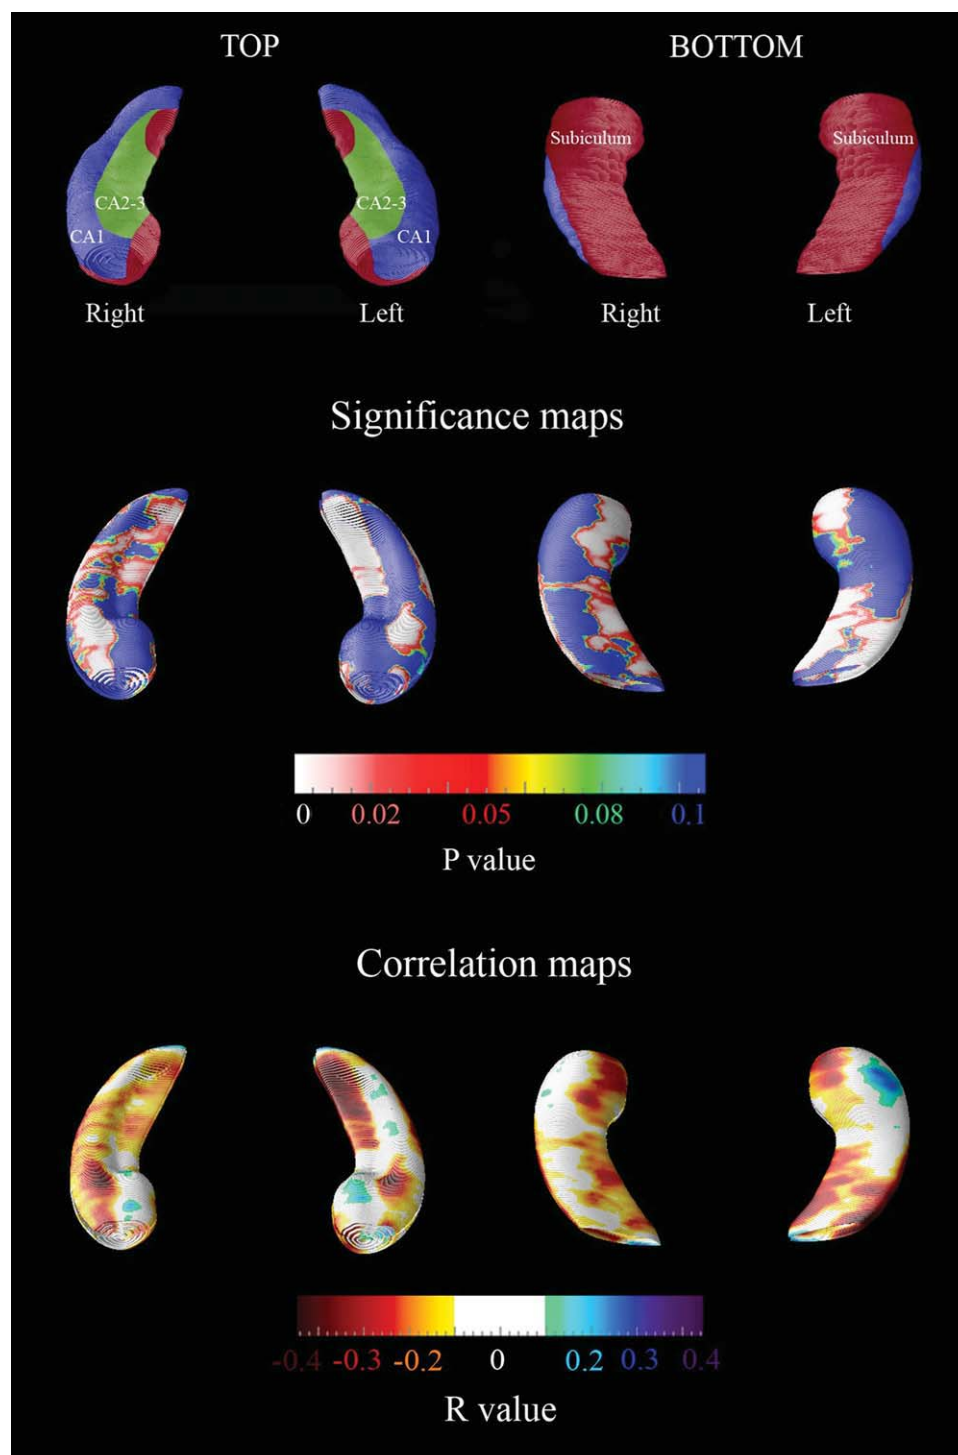 TOP BOTTOM
Subiculum Subiculum
CA2-3 CA2-3
CA1 CA1
Right Left Right Left
Significance maps
0 0.02 0.05 0.08 0.1
P value
Correlation maps
-0.4 -0.3 -0.2 0 0.2 0.3 0.4
R value